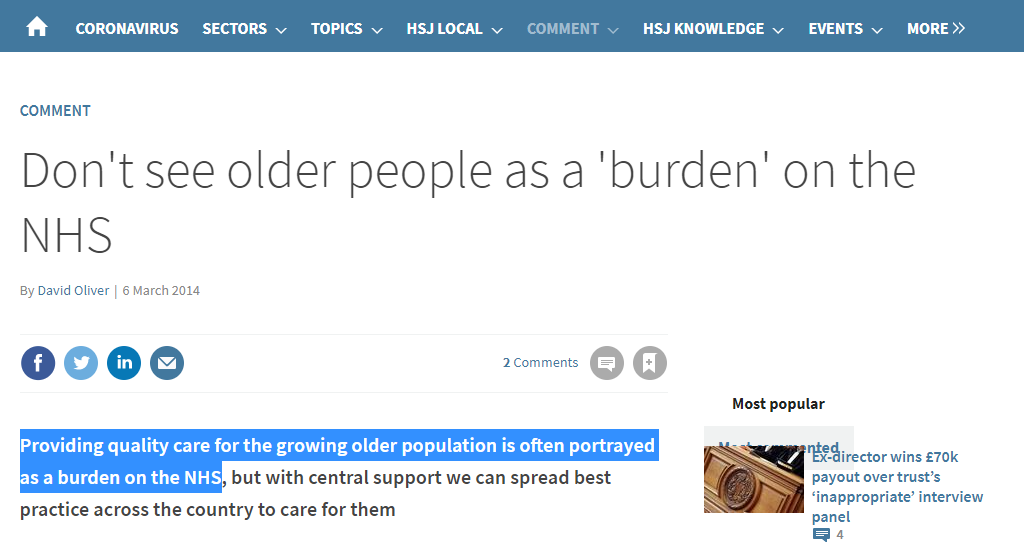 CORONAVIRUS SECTORS TOPICS HSJ LOCAL COMMENT HSJ KNOWLEDGE EVENTS MORE
COMMENT
Don't see older people as a 'burden' on the
NHS
By David Oliver | 6 March 2014
2 Comments
Providing quality care for the growing older population is often portrayed
as a burden on the NHS, but with central support we can spread best
practice across the country to care for them
Most popular
Most commented
Ex-director wins £70k
payout over trust’s
‘inappropriate’ interview
panel
4